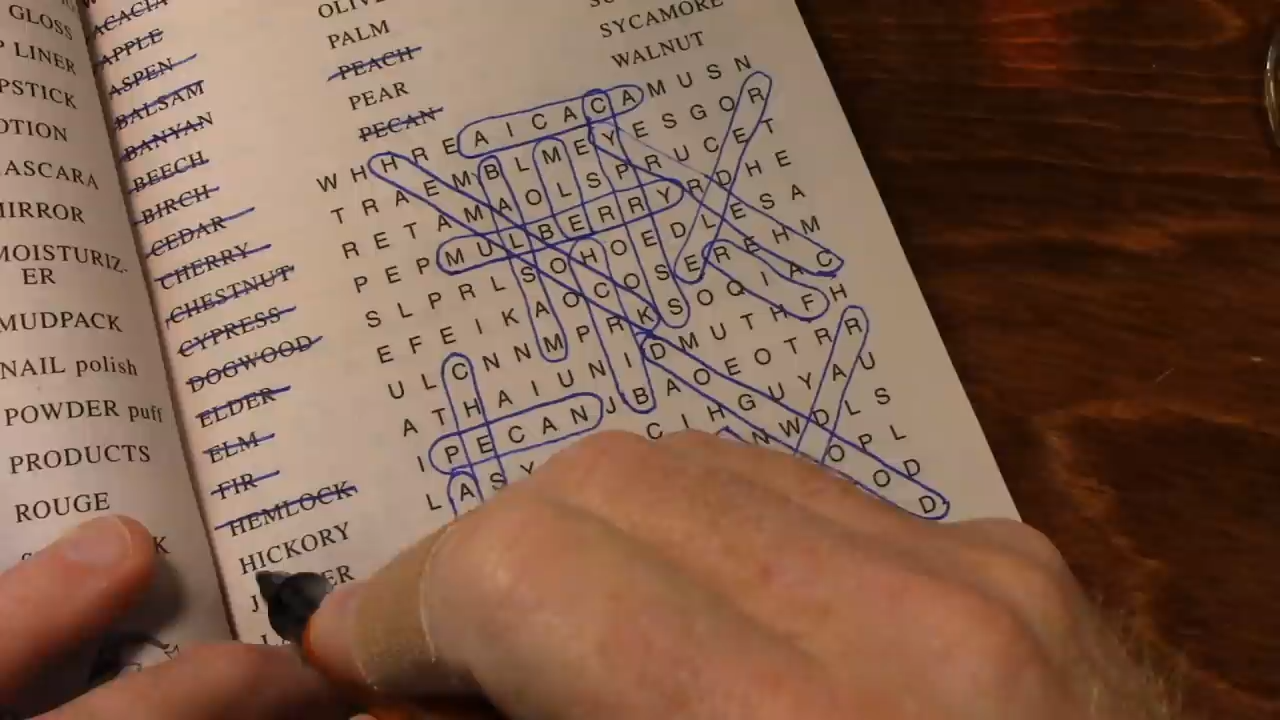 GLOSS
LINER
PSTICK
OTION
ASCARA
MIRROR
MOISTURIZ-
ER
MUDPACK
NAIL polish
POWDER puff
PRODUCTS
ROUGE
ACACIA
APPLE
ASPEN
BALSAM
BANYAN
BEECH
BIRCH
CEDAR
CHERRY
CHESTNUT
CYPRESS
DOGWOOD
ELDER
ELM
FIR
HEMLOCK
HICKORY
OLIVE
PALM
PEACH
PEAR
PECAN
SYCAMORE
WALNUT
W H H R E A I C A C A M U S N
T R A E M B L M E Y E S G O R
R E T A M A O L S P R U C E T
P E P M U L B E R R Y R D H E
S L P R L S O H O E D L E S A
E F E I K A O C O S E R E H M
U L C N N M P R K S O Q I A C
A T H A I U N I D M U T H F H
I P E C A N J B A O E O T R R
L A S Y C I H G U Y A U
N W D L S
O P L
O D
D